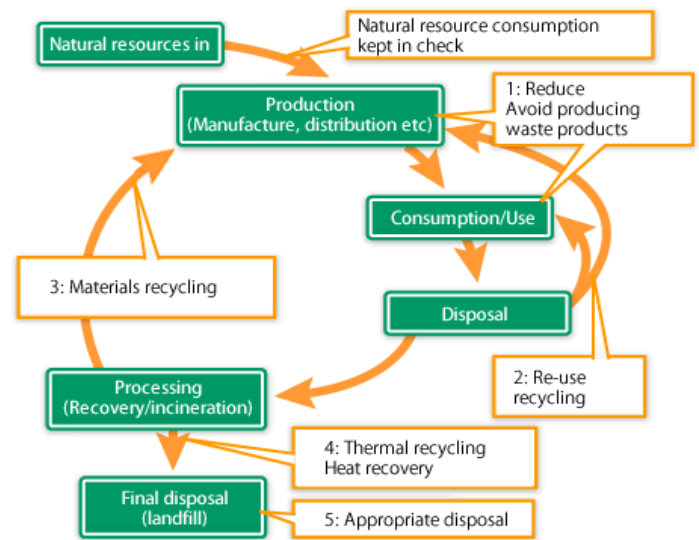 Natural resources in
Natural resource consumption
kept in check
Production
(Manufacture, distribution etc)
1: Reduce
Avoid producing
waste products
Consumption/Use
3: Materials recycling
Disposal
2: Re-use
recycling
Processing
(Recovery/incineration)
4: Thermal recycling
Heat recovery
Final disposal
(landfill)
5: Appropriate disposal